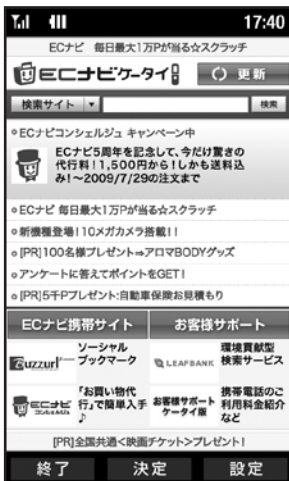 17:40
ECナビ 毎日最大1万Pが当る☆スクラッチ
ECナビケータイ
更新
検索サイト ▼
検索
ECナビコンシェルジュ キャンペーン中
ECナビ5周年を記念して、今だけ驚きの
代行料!1,500円から!しかも送料込
み!～2009/7/29の注文まで
ECナビ 毎日最大1万Pが当る☆スクラッチ
新機種登場!10メガカメラ搭載!!
[PR]100名様プレゼント⇒アロマBODYグッズ
アンケートに答えてポイントをGET!
[PR]5千Pプレゼント:自動車保険お見積もり
ECナビ携帯サイト
お客様サポート
Buzzurl
ソーシャル
ブックマーク
LEAFBANK
環境貢献型
検索サービス
ECナビ
コンシェルジュ
「お買い物代
行」で簡単入手
♪
お客様サポート
ケータイ版
携帯電話のご
利用料金紹介
など
[PR]全国共通<映画チケット>プレゼント!
終了
決定
設定